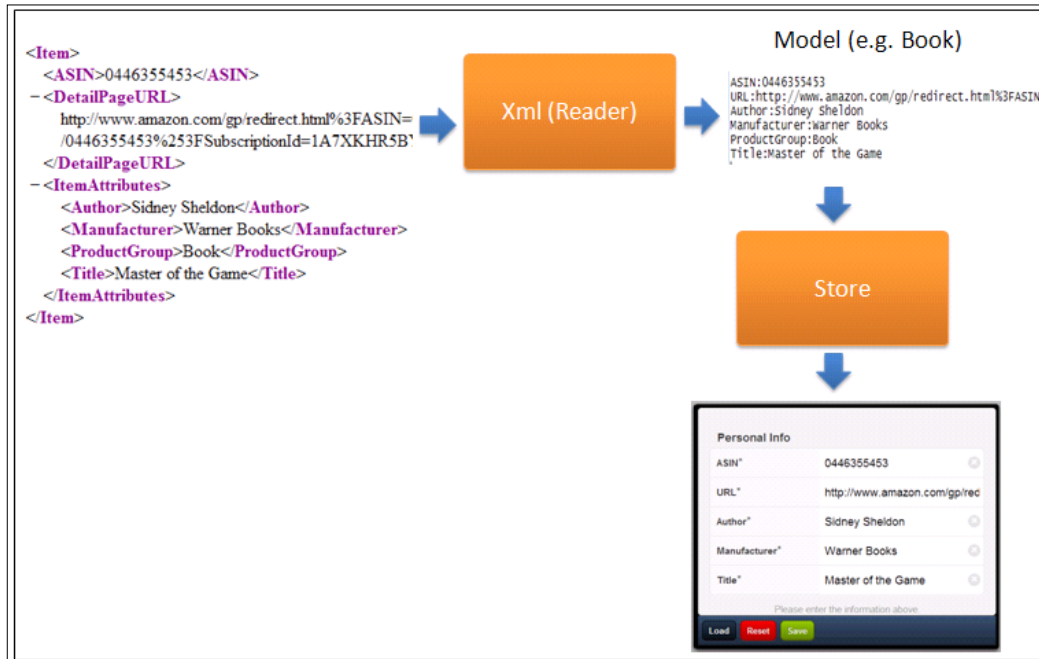 <Item>
<ASIN>0446355453</ASIN>
−<DetailPageURL>
http://www.amazon.com/gp/redirect.html%3FASIN=
/0446355453%253FSubscriptionId=1A7XKHR5BY
</DetailPageURL>
−<ItemAttributes>
<Author>Sidney Sheldon</Author>
<Manufacturer>Warner Books</Manufacturer>
<ProductGroup>Book</ProductGroup>
<Title>Master of the Game</Title>
</ItemAttributes>
</Item>
Xml (Reader)
Model (e.g. Book)
ASIN:0446355453
URL:http://www.amazon.com/gp/redirect.html%3FASIN
Author:Sidney Sheldon
Manufacturer:Warner Books
ProductGroup:Book
Title:Master of the Game
Store
Personal Info
ASIN* 0446355453
URL* http://www.amazon.com/gp/red
Author* Sidney Sheldon
Manufacturer* Warner Books
Title* Master of the Game
Please enter the information above.
Load Reset Save